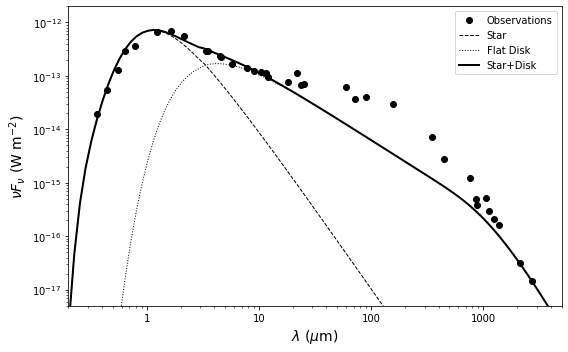 Observations
Star
Flat Disk
Star+Disk
νFν (W m−2)
10−12
10−13
10−14
10−15
10−16
10−17
1
10
100
1000
λ (μm)